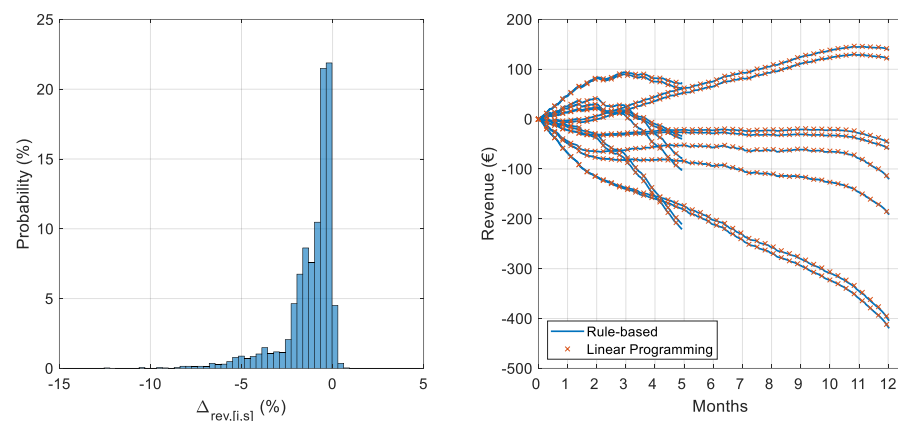 25
20
15
10
5
0
Probability (%)
-15
-10
-5
0
5
Δrev.[i,s] (%)
200
100
0
-100
-200
-300
-400
-500
Revenue (€)
Rule-based
Linear Programming
0 1 2 3 4 5 6 7 8 9 10 11 12
Months